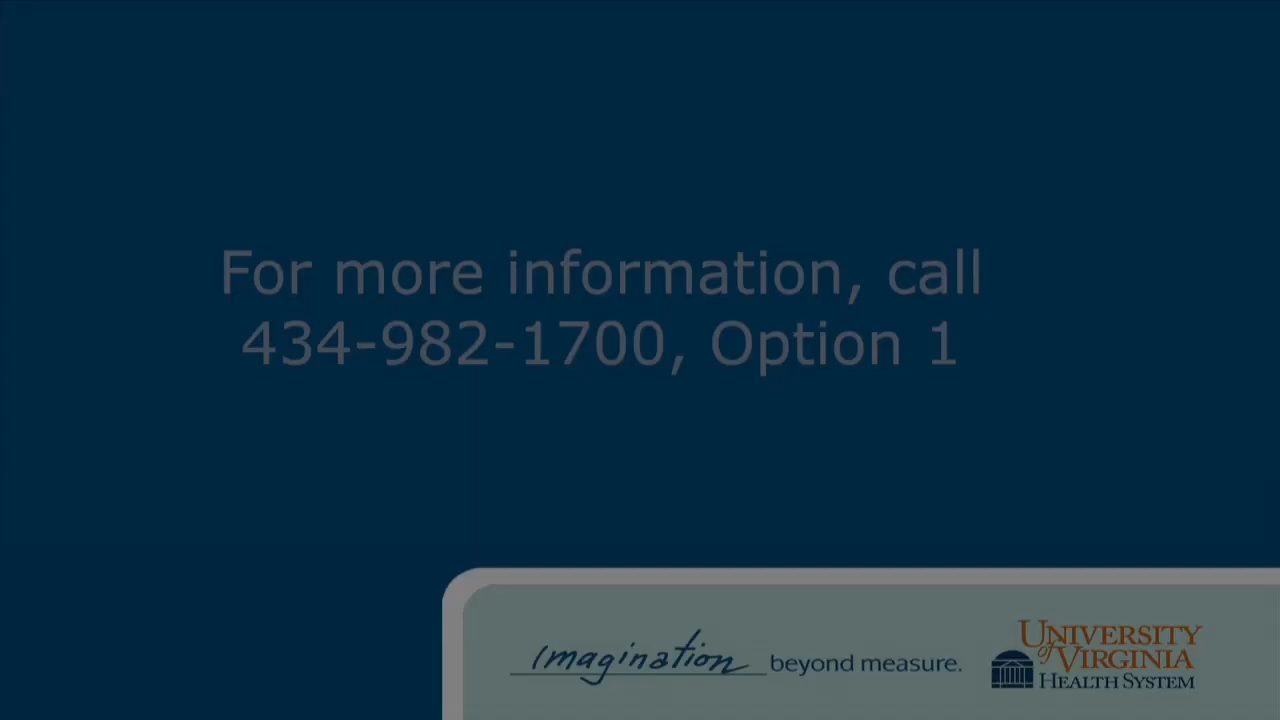 For more information, call
434-982-1700, Option 1
Imagination beyond measure.
UNIVERSITY
of VIRGINIA
HEALTH SYSTEM